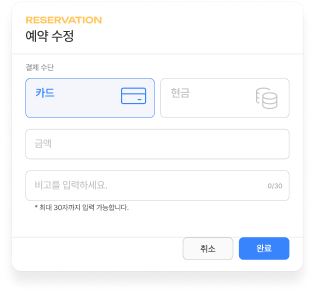 RESERVATION
예약 수정
결제 수단
카드
현금
금액
비고를 입력하세요.
0/30
* 최대 30자까지 입력 가능합니다.
취소
완료